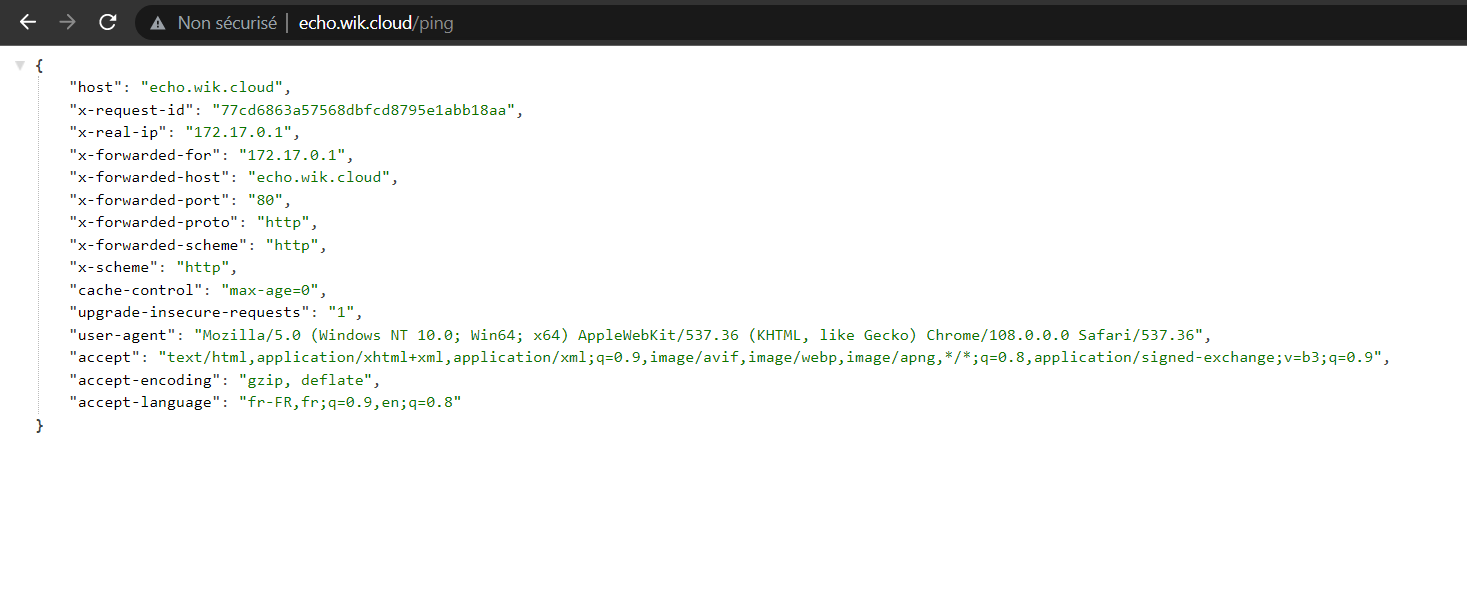 Non sécurisé | echo.wik.cloud/ping
{
"host": "echo.wik.cloud",
"x-request-id": "77cd6863a57568dbfcd8795e1abb18aa",
"x-real-ip": "172.17.0.1",
"x-forwarded-for": "172.17.0.1",
"x-forwarded-host": "echo.wik.cloud",
"x-forwarded-port": "80",
"x-forwarded-proto": "http",
"x-forwarded-scheme": "http",
"x-scheme": "http",
"cache-control": "max-age=0",
"upgrade-insecure-requests": "1",
"user-agent": "Mozilla/5.0 (Windows NT 10.0; Win64; x64) AppleWebKit/537.36 (KHTML, like Gecko) Chrome/108.0.0.0 Safari/537.36",
"accept": "text/html,application/xhtml+xml,application/xml;q=0.9,image/avif,image/webp,image/apng,*/*;q=0.8,application/signed-exchange;v=b3;q=0.9",
"accept-encoding": "gzip, deflate",
"accept-language": "fr-FR,fr;q=0.9,en;q=0.8"
}